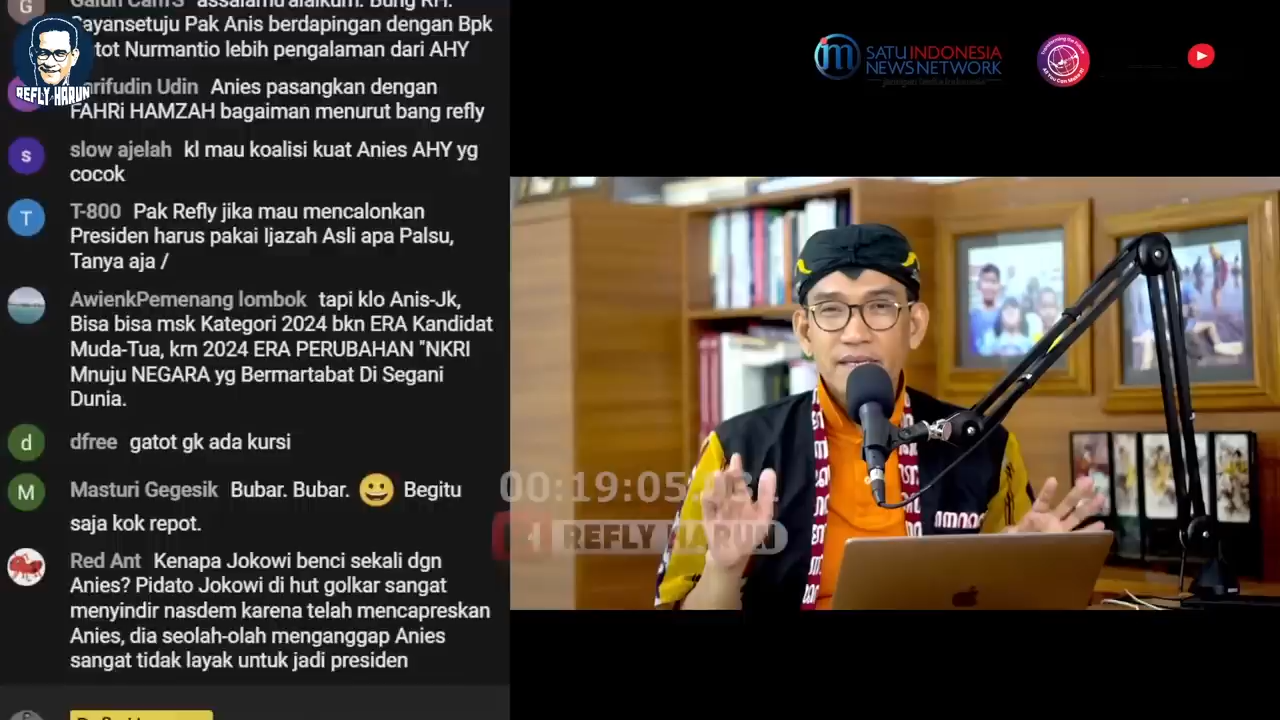 assalamu'alaikum. Bung RH.
Sayansetuju Pak Anis berdapingan dengan Bpk
Nurmantio lebih pengalaman dari AHY
REFLY HARUN
Udin Anies pasangkan dengan
FAHRi HAMZAH bagaiman menurut bang refly
s
slow ajelah kl mau koalisi kuat Anies AHY yg
cocok
T
T-800 Pak Refly jika mau mencalonkan
Presiden harus pakai Ijazah Asli apa Palsu,
Tanya aja /
AwienkPemenang lombok tapi klo Anis-Jk,
Bisa bisa msk Kategori 2024 bkn ERA Kandidat
Muda-Tua, krn 2024 ERA PERUBAHAN "NKRI
Mnuju NEGARA yg Bermartabat Di Segani
Dunia.
d
dfree gatot gk ada kursi
M
Masturi Gegesik Bubar. Bubar. 😀 Begitu
saja kok repot.
Red Ant Kenapa Jokowi benci sekali dgn
Anies? Pidato Jokowi di hut golkar sangat
menyindir nasdem karena telah mencapreskan
Anies, dia seolah-olah menganggap Anies
sangat tidak layak untuk jadi presiden
SATU INDONESIA
NEWS NETWORK
00:19:05
REFLY HARUN